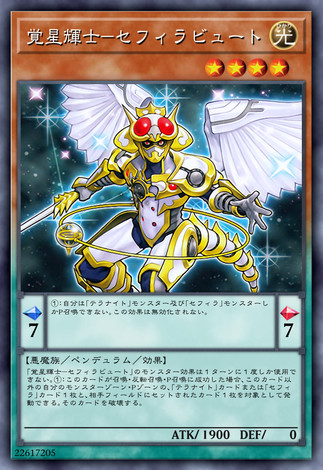 覚星輝士－セフィラビュート
光
①:自分は「テラナイト」モンスター及び「セフィラ」モンスターし
かP召喚できない。この効果は無効化されない。
7
7
【悪魔族／ペンデュラム／効果】
「覚星輝士－セフィラビュート」のモンスター効果は１ターンに１度しか使用で
きない。①:このカードが召喚・反転召喚・P召喚に成功した場合、このカード以
外の自分のモンスターゾーン・Pゾーンの、「テラナイト」カードまたは「セフィ
ラ」カード１枚と、相手フィールドにセットされたカード１枚を対象として発
動できる。そのカードを破壊する。
ATK/ 1900 DEF/ 0
22617205